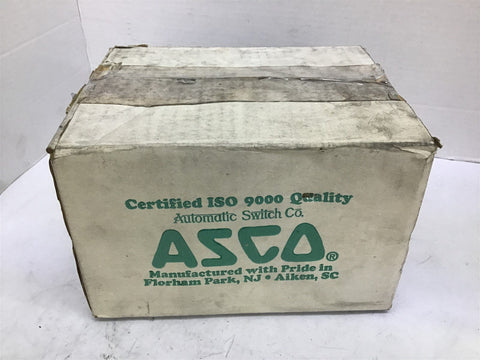 Certified ISO 9000 Quality
Automatic Switch Co.
ASCO®
Manufactured with Pride in
Florham Park, NJ • Aiken, SC